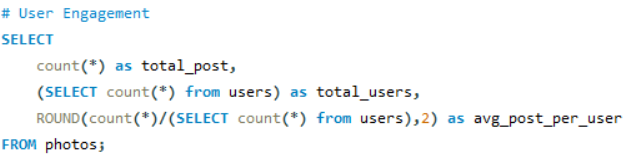 # User Engagement
SELECT
count(*) as total_post,
(SELECT count(*) from users) as total_users,
ROUND(count(*)/(SELECT count(*) from users),2) as avg_post_per_user
FROM photos;